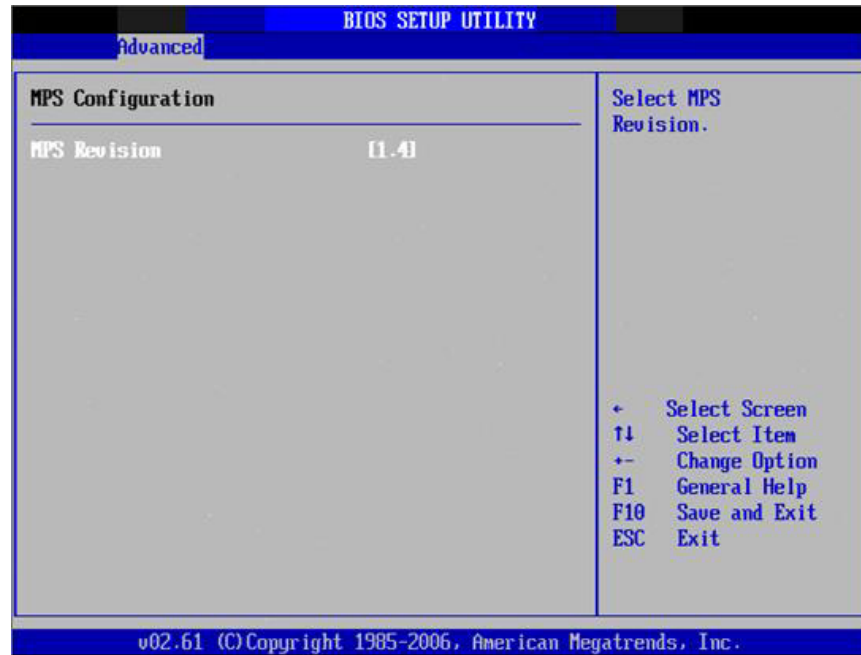 BIOS SETUP UTILITY
Advanced
MPS Configuration
MPS Revision [1.4]
Select MPS
Revision.
← Select Screen
↑↓ Select Item
+- Change Option
F1 General Help
F10 Save and Exit
ESC Exit
v02.61 (C)Copyright 1985-2006, American Megatrends, Inc.